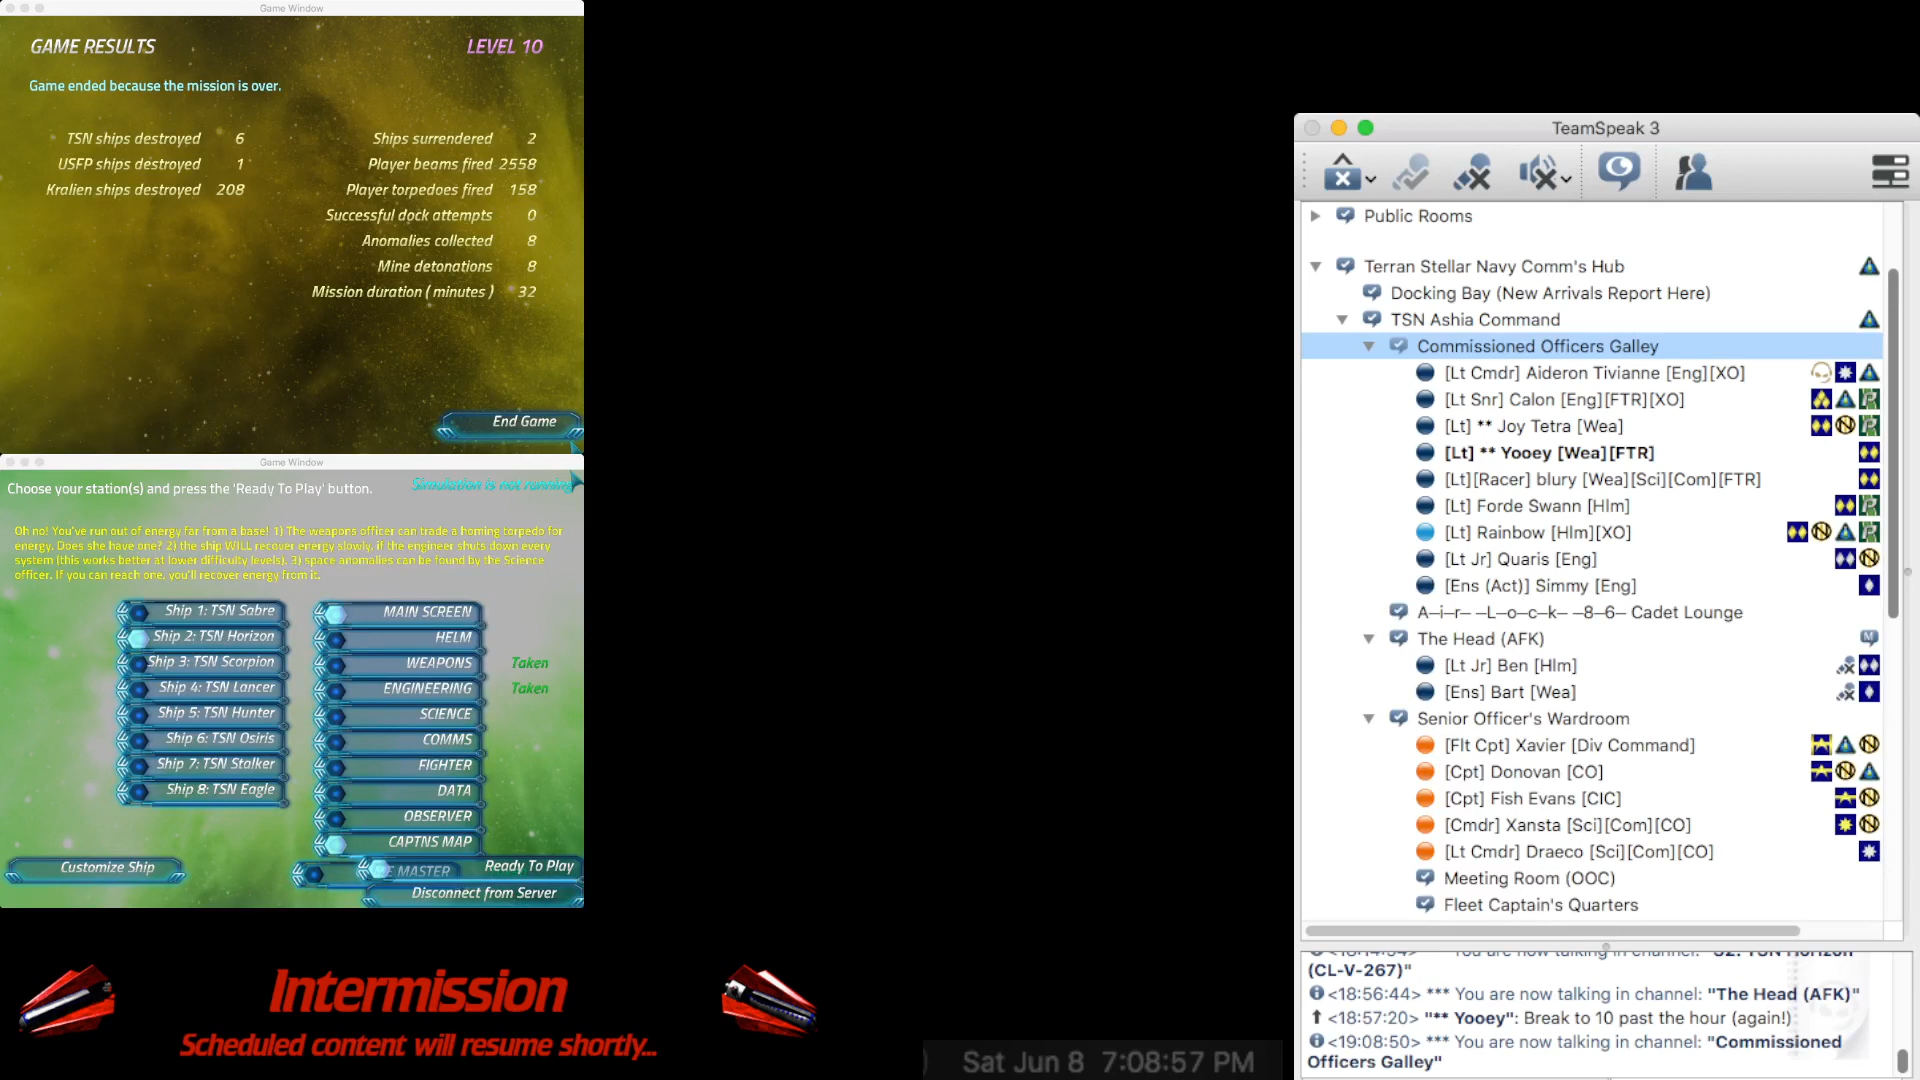 Game Window
GAME RESULTS
LEVEL 10
Game ended because the mission is over.
TSN ships destroyed 6
USFP ships destroyed 1
Kralien ships destroyed 208
Ships surrendered 2
Player beams fired 2558
Player torpedoes fired 158
Successful dock attempts 0
Anomalies collected 8
Mine detonations 8
Mission duration ( minutes ) 32
End Game
Game Window
Choose your station(s) and press the 'Ready To Play' button.
Simulation is not running
Oh no! You've run out of energy far from a base! 1) The weapons officer can trade a homing torpedo for
energy. Does she have one? 2) the ship WILL recover energy slowly, if the engineer shuts down every
system (this works better at lower difficulty levels). 3) space anomalies can be found by the Science
officer. If you can reach one, you'll recover energy from it.
Ship 1: TSN Sabre
Ship 2: TSN Horizon
Ship 3: TSN Scorpion
Ship 4: TSN Lancer
Ship 5: TSN Hunter
Ship 6: TSN Osiris
Ship 7: TSN Stalker
Ship 8: TSN Eagle
MAIN SCREEN
HELM
WEAPONS Taken
ENGINEERING Taken
SCIENCE
COMMS
FIGHTER
DATA
OBSERVER
CAPTNS MAP
E MASTER
Customize Ship
Ready To Play
Disconnect from Server
Intermission
Scheduled content will resume shortly...
Sat Jun 8 7:08:57 PM
TeamSpeak 3
Public Rooms
Terran Stellar Navy Comm's Hub
Docking Bay (New Arrivals Report Here)
TSN Ashia Command
Commissioned Officers Galley
[Lt Cmdr] Aideron Tivianne [Eng][XO]
[Lt Snr] Calon [Eng][FTR][XO]
[Lt] ** Joy Tetra [Wea]
[Lt] ** Yooey [Wea][FTR]
[Lt][Racer] blury [Wea][Sci][Com][FTR]
[Lt] Forde Swann [Hlm]
[Lt] Rainbow [Hlm][XO]
[Lt Jr] Quaris [Eng]
[Ens (Act)] Simmy [Eng]
A–i–r– –L–o–c–k– –8–6– Cadet Lounge
The Head (AFK)
[Lt Jr] Ben [Hlm]
[Ens] Bart [Wea]
Senior Officer's Wardroom
[Flt Cpt] Xavier [Div Command]
[Cpt] Donovan [CO]
[Cpt] Fish Evans [CIC]
[Cmdr] Xansta [Sci][Com][CO]
[Lt Cmdr] Draeco [Sci][Com][CO]
Meeting Room (OOC)
Fleet Captain's Quarters
You are now talking in channel: TSN Horizon
(CL-V-267)"
<18:56:44> *** You are now talking in channel: "The Head (AFK)"
<18:57:20> "** Yooey": Break to 10 past the hour (again!)
<19:08:50> *** You are now talking in channel: "Commissioned
Officers Galley"